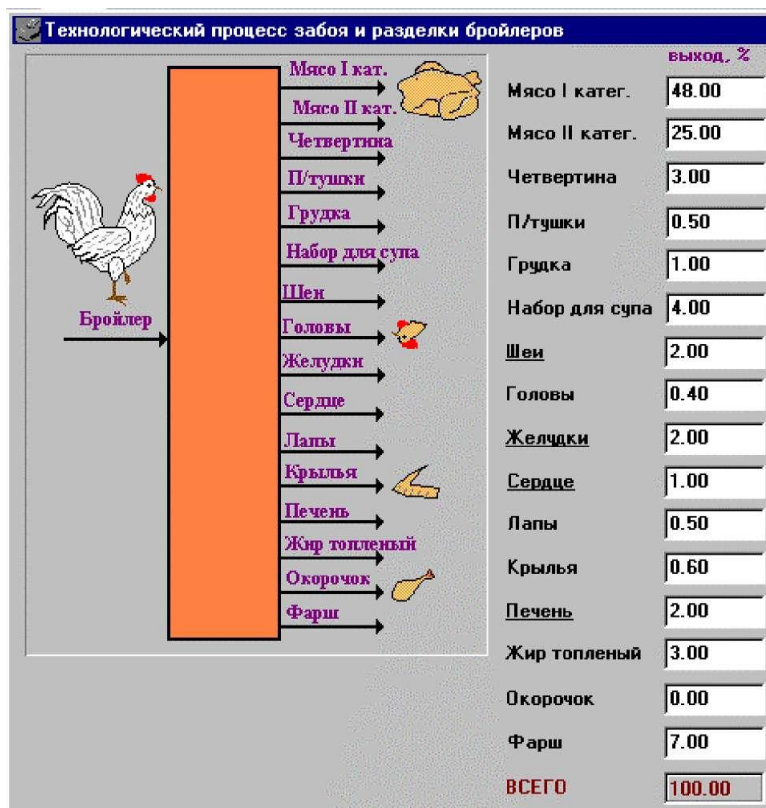 Технологический процесс забоя и разделки бройлеров
Мясо I кат.
Мясо II кат.
Четвертина
П/тушки
Грудка
Набор для супа
Шеи
Головы
Желудки
Сердце
Лапы
Крылья
Печень
Жир топленый
Окорочок
Фарш
Бройлер
выход, %
Мясо I катег. 48.00
Мясо II катег. 25.00
Четвертина 3.00
П/тушки 0.50
Грудка 1.00
Набор для супа 4.00
Шеи 2.00
Головы 0.40
Желудки 2.00
Сердце 1.00
Лапы 0.50
Крылья 0.60
Печень 2.00
Жир топленый 3.00
Окорочок 0.00
Фарш 7.00
ВСЕГО 100.00